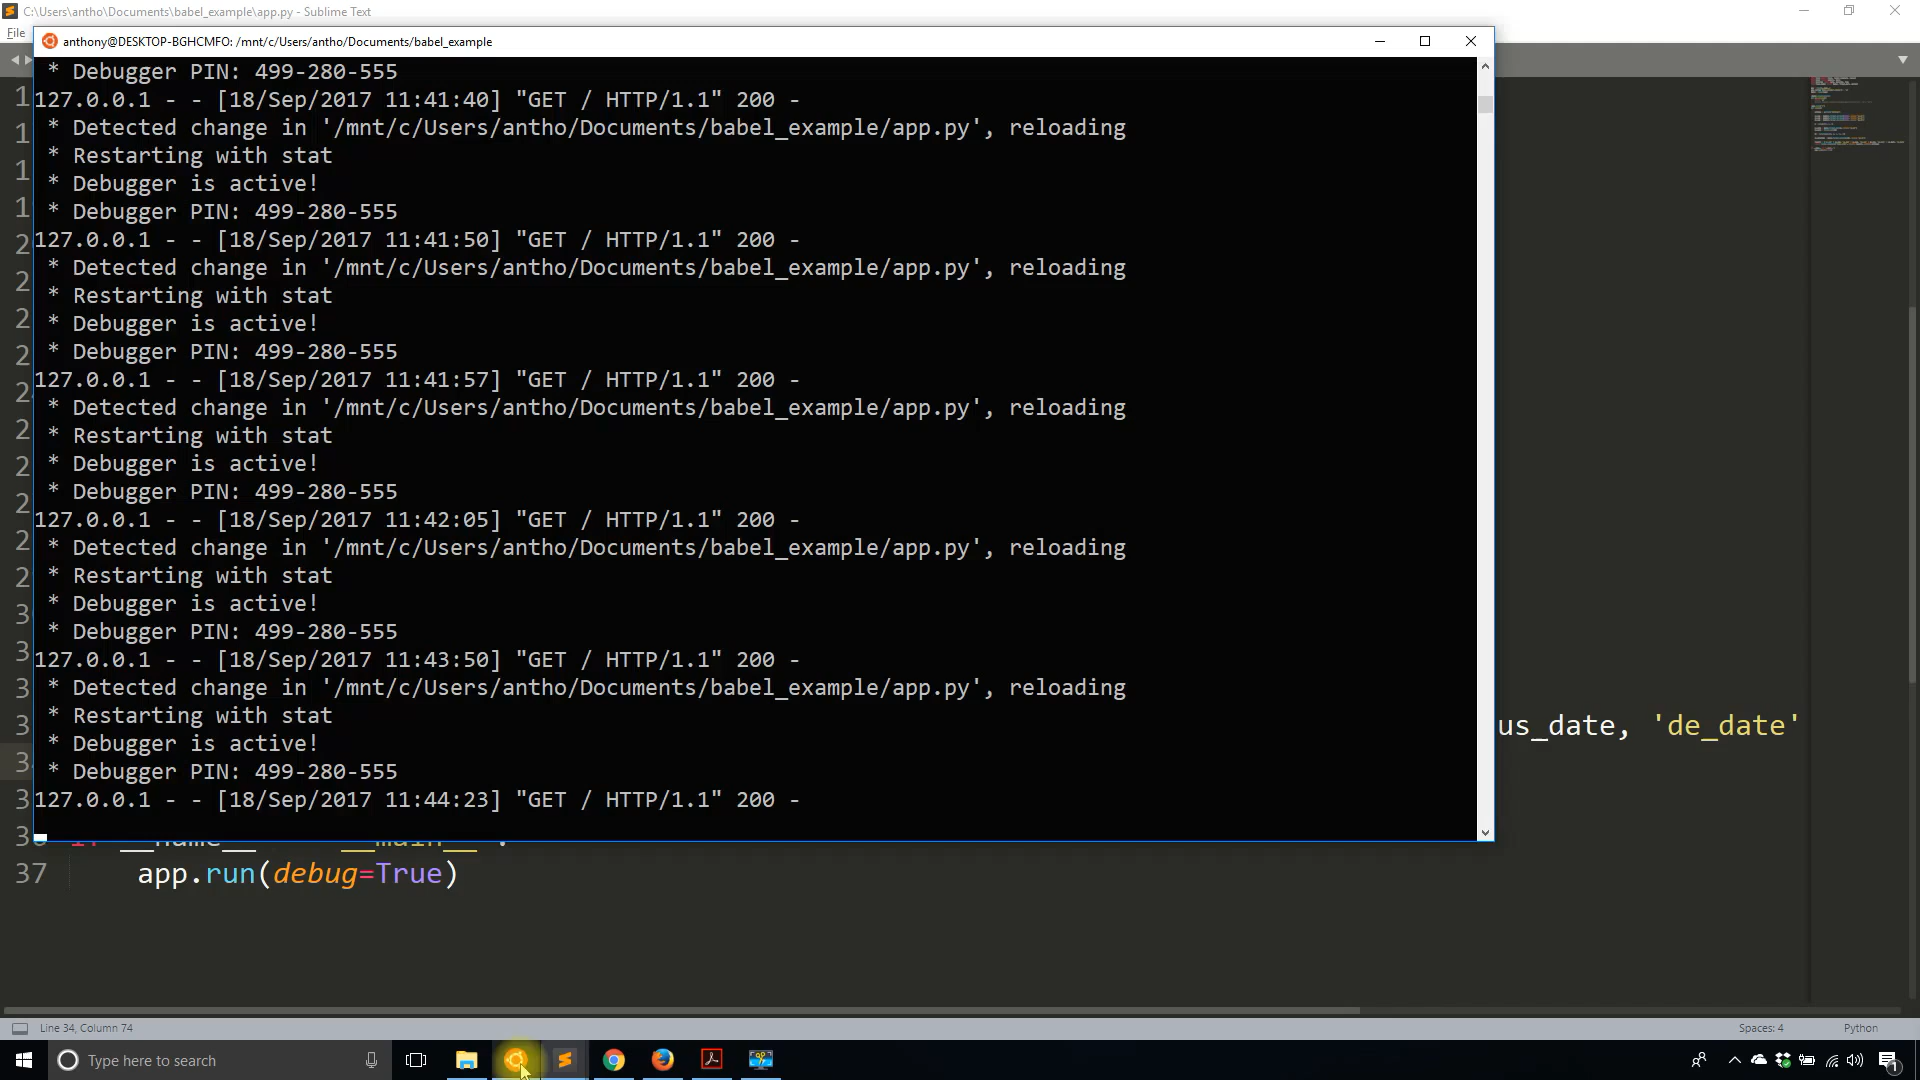 C:\Users\antho\Documents\babel_example\app.py - Sublime Text
File
anthony@DESKTOP-BGHCMFO: /mnt/c/Users/antho/Documents/babel_example
* Debugger PIN: 499-280-555
127.0.0.1 - - [18/Sep/2017 11:41:40] "GET / HTTP/1.1" 200 -
* Detected change in '/mnt/c/Users/antho/Documents/babel_example/app.py', reloading
* Restarting with stat
* Debugger is active!
* Debugger PIN: 499-280-555
127.0.0.1 - - [18/Sep/2017 11:41:50] "GET / HTTP/1.1" 200 -
* Detected change in '/mnt/c/Users/antho/Documents/babel_example/app.py', reloading
* Restarting with stat
* Debugger is active!
* Debugger PIN: 499-280-555
127.0.0.1 - - [18/Sep/2017 11:41:57] "GET / HTTP/1.1" 200 -
* Detected change in '/mnt/c/Users/antho/Documents/babel_example/app.py', reloading
* Restarting with stat
* Debugger is active!
* Debugger PIN: 499-280-555
127.0.0.1 - - [18/Sep/2017 11:42:05] "GET / HTTP/1.1" 200 -
* Detected change in '/mnt/c/Users/antho/Documents/babel_example/app.py', reloading
* Restarting with stat
* Debugger is active!
* Debugger PIN: 499-280-555
127.0.0.1 - - [18/Sep/2017 11:43:50] "GET / HTTP/1.1" 200 -
* Detected change in '/mnt/c/Users/antho/Documents/babel_example/app.py', reloading
* Restarting with stat
us_date, 'de_date'
* Debugger is active!
* Debugger PIN: 499-280-555
127.0.0.1 - - [18/Sep/2017 11:44:23] "GET / HTTP/1.1" 200 -
37 app.run(debug=True)
Line 34, Column 74
Spaces: 4
Python
Type here to search